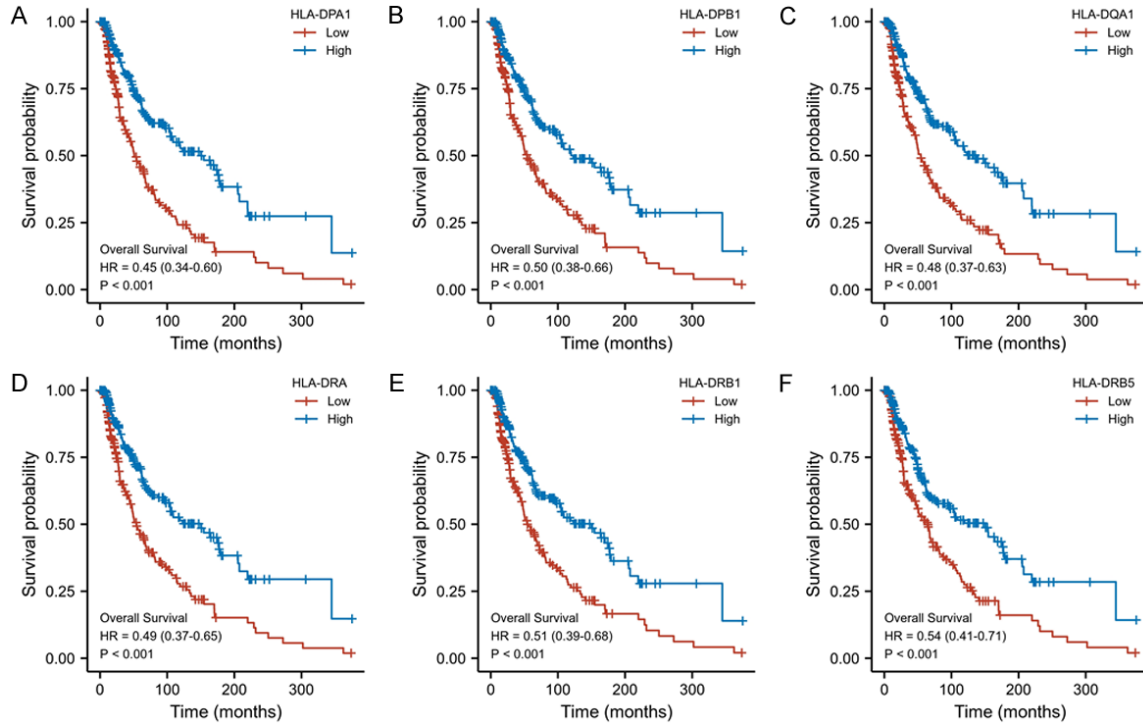 A
HLA-DPA1
Low
High
1.00
0.75
0.50
0.25
0.00
Survival probability
Overall Survival
HR = 0.45 (0.34-0.60)
P < 0.001
0 100 200 300
Time (months)
B
HLA-DPB1
Low
High
1.00
0.75
0.50
0.25
0.00
Survival probability
Overall Survival
HR = 0.50 (0.38-0.66)
P < 0.001
0 100 200 300
Time (months)
C
HLA-DQA1
Low
High
1.00
0.75
0.50
0.25
0.00
Survival probability
Overall Survival
HR = 0.48 (0.37-0.63)
P < 0.001
0 100 200 300
Time (months)
D
HLA-DRA
Low
High
1.00
0.75
0.50
0.25
0.00
Survival probability
Overall Survival
HR = 0.49 (0.37-0.65)
P < 0.001
0 100 200 300
Time (months)
E
HLA-DRB1
Low
High
1.00
0.75
0.50
0.25
0.00
Survival probability
Overall Survival
HR = 0.51 (0.39-0.68)
P < 0.001
0 100 200 300
Time (months)
F
HLA-DRB5
Low
High
1.00
0.75
0.50
0.25
0.00
Survival probability
Overall Survival
HR = 0.54 (0.41-0.71)
P < 0.001
0 100 200 300
Time (months)